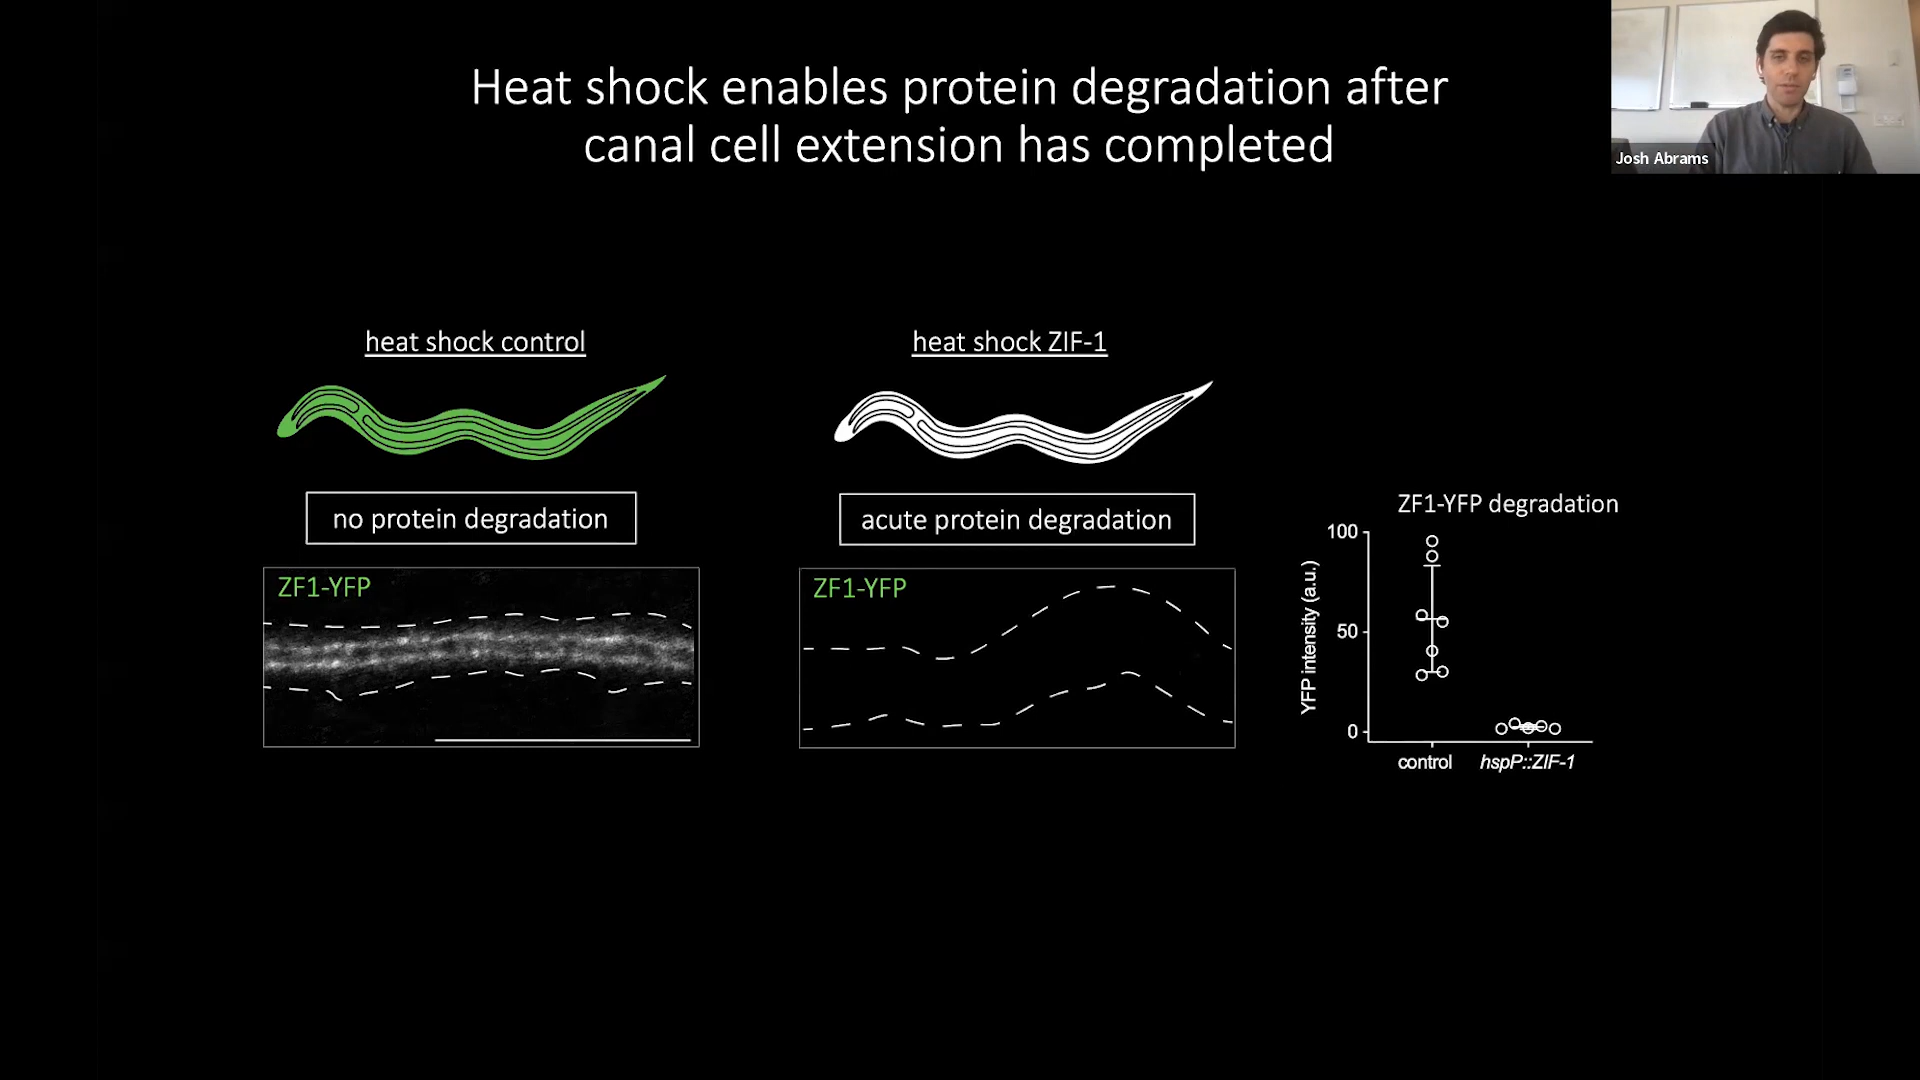 Heat shock enables protein degradation after
canal cell extension has completed
Josh Abrams
heat shock control
heat shock ZIF-1
no protein degradation
acute protein degradation
ZF1-YFP
ZF1-YFP
ZF1-YFP degradation
YFP intensity (a.u.)
100
50
0
control
hspP::ZIF-1